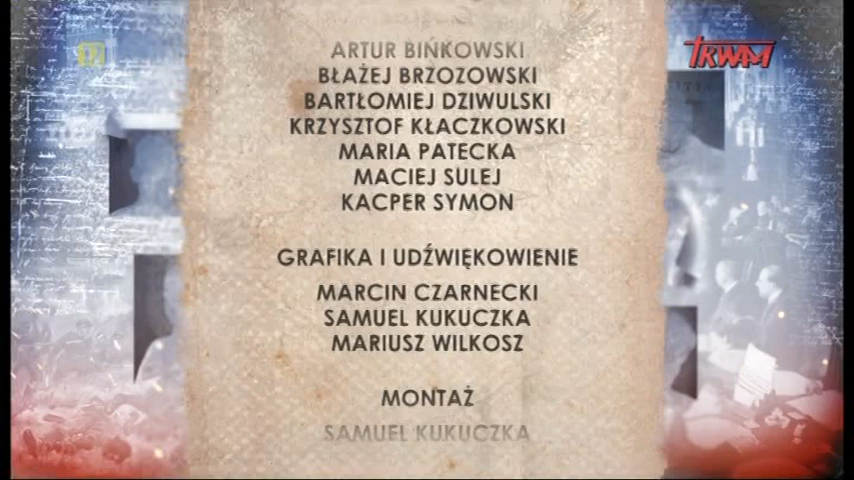 TRWAM
ARTUR BIŃKOWSKI
BŁAŻEJ BRZOZOWSKI
BARTŁOMIEJ DZIWULSKI
KRZYSZTOF KŁACZKOWSKI
MARIA PATECKA
MACIEJ SULEJ
KACPER SYMON
GRAFIKA I UDŹWIĘKOWIENIE
MARCIN CZARNECKI
SAMUEL KUKUCZKA
MARIUSZ WILKOSZ
MONTAŻ
SAMUEL KUKUCZKA